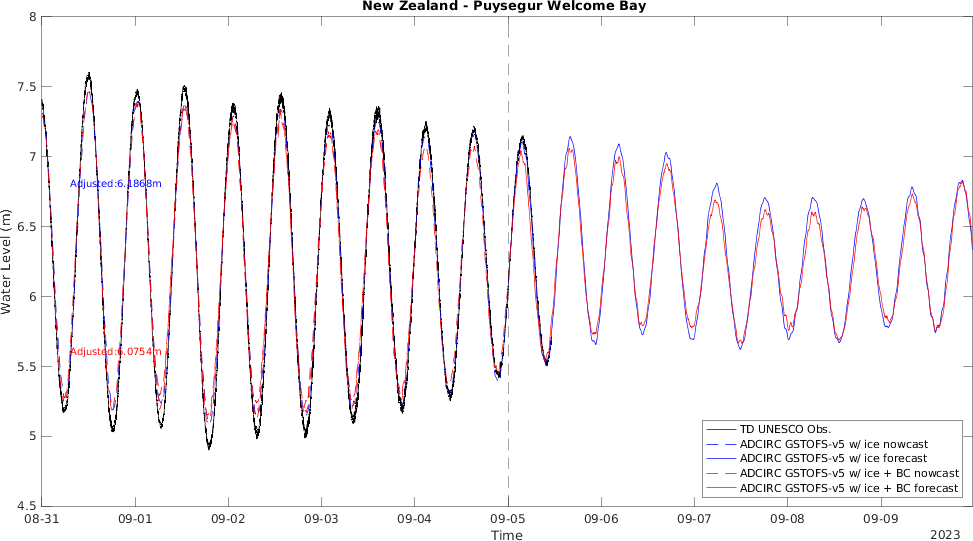 New Zealand - Puysegur Welcome Bay
Water Level (m)
8
7.5
7
6.5
6
5.5
5
4.5
Adjusted:6.1868m
Adjusted:6.0754m
TD UNESCO Obs.
ADCIRC GSTOFS-v5 w/ ice nowcast
ADCIRC GSTOFS-v5 w/ ice forecast
ADCIRC GSTOFS-v5 w/ ice + BC nowcast
ADCIRC GSTOFS-v5 w/ ice + BC forecast
08-31 09-01 09-02 09-03 09-04 09-05 09-06 09-07 09-08 09-09
Time
2023